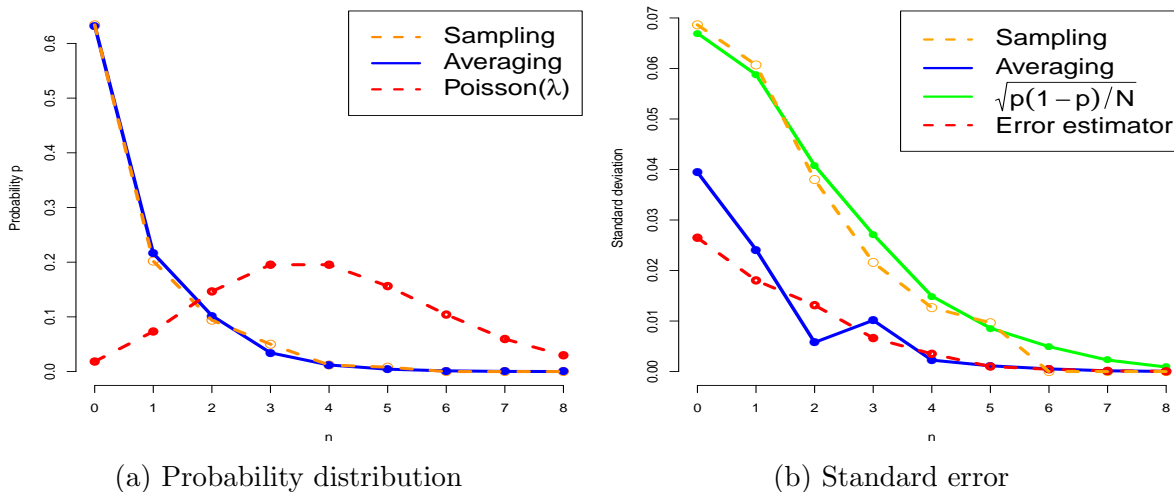 Sampling
Averaging
Poisson(λ)
Probability p
0.0 0.1 0.2 0.3 0.4 0.5 0.6
0 1 2 3 4 5 6 7 8
n
(a) Probability distribution
Sampling
Averaging
√p(1−p)/N
Error estimator
Standard deviation
0.00 0.01 0.02 0.03 0.04 0.05 0.06 0.07
0 1 2 3 4 5 6 7 8
n
(b) Standard error